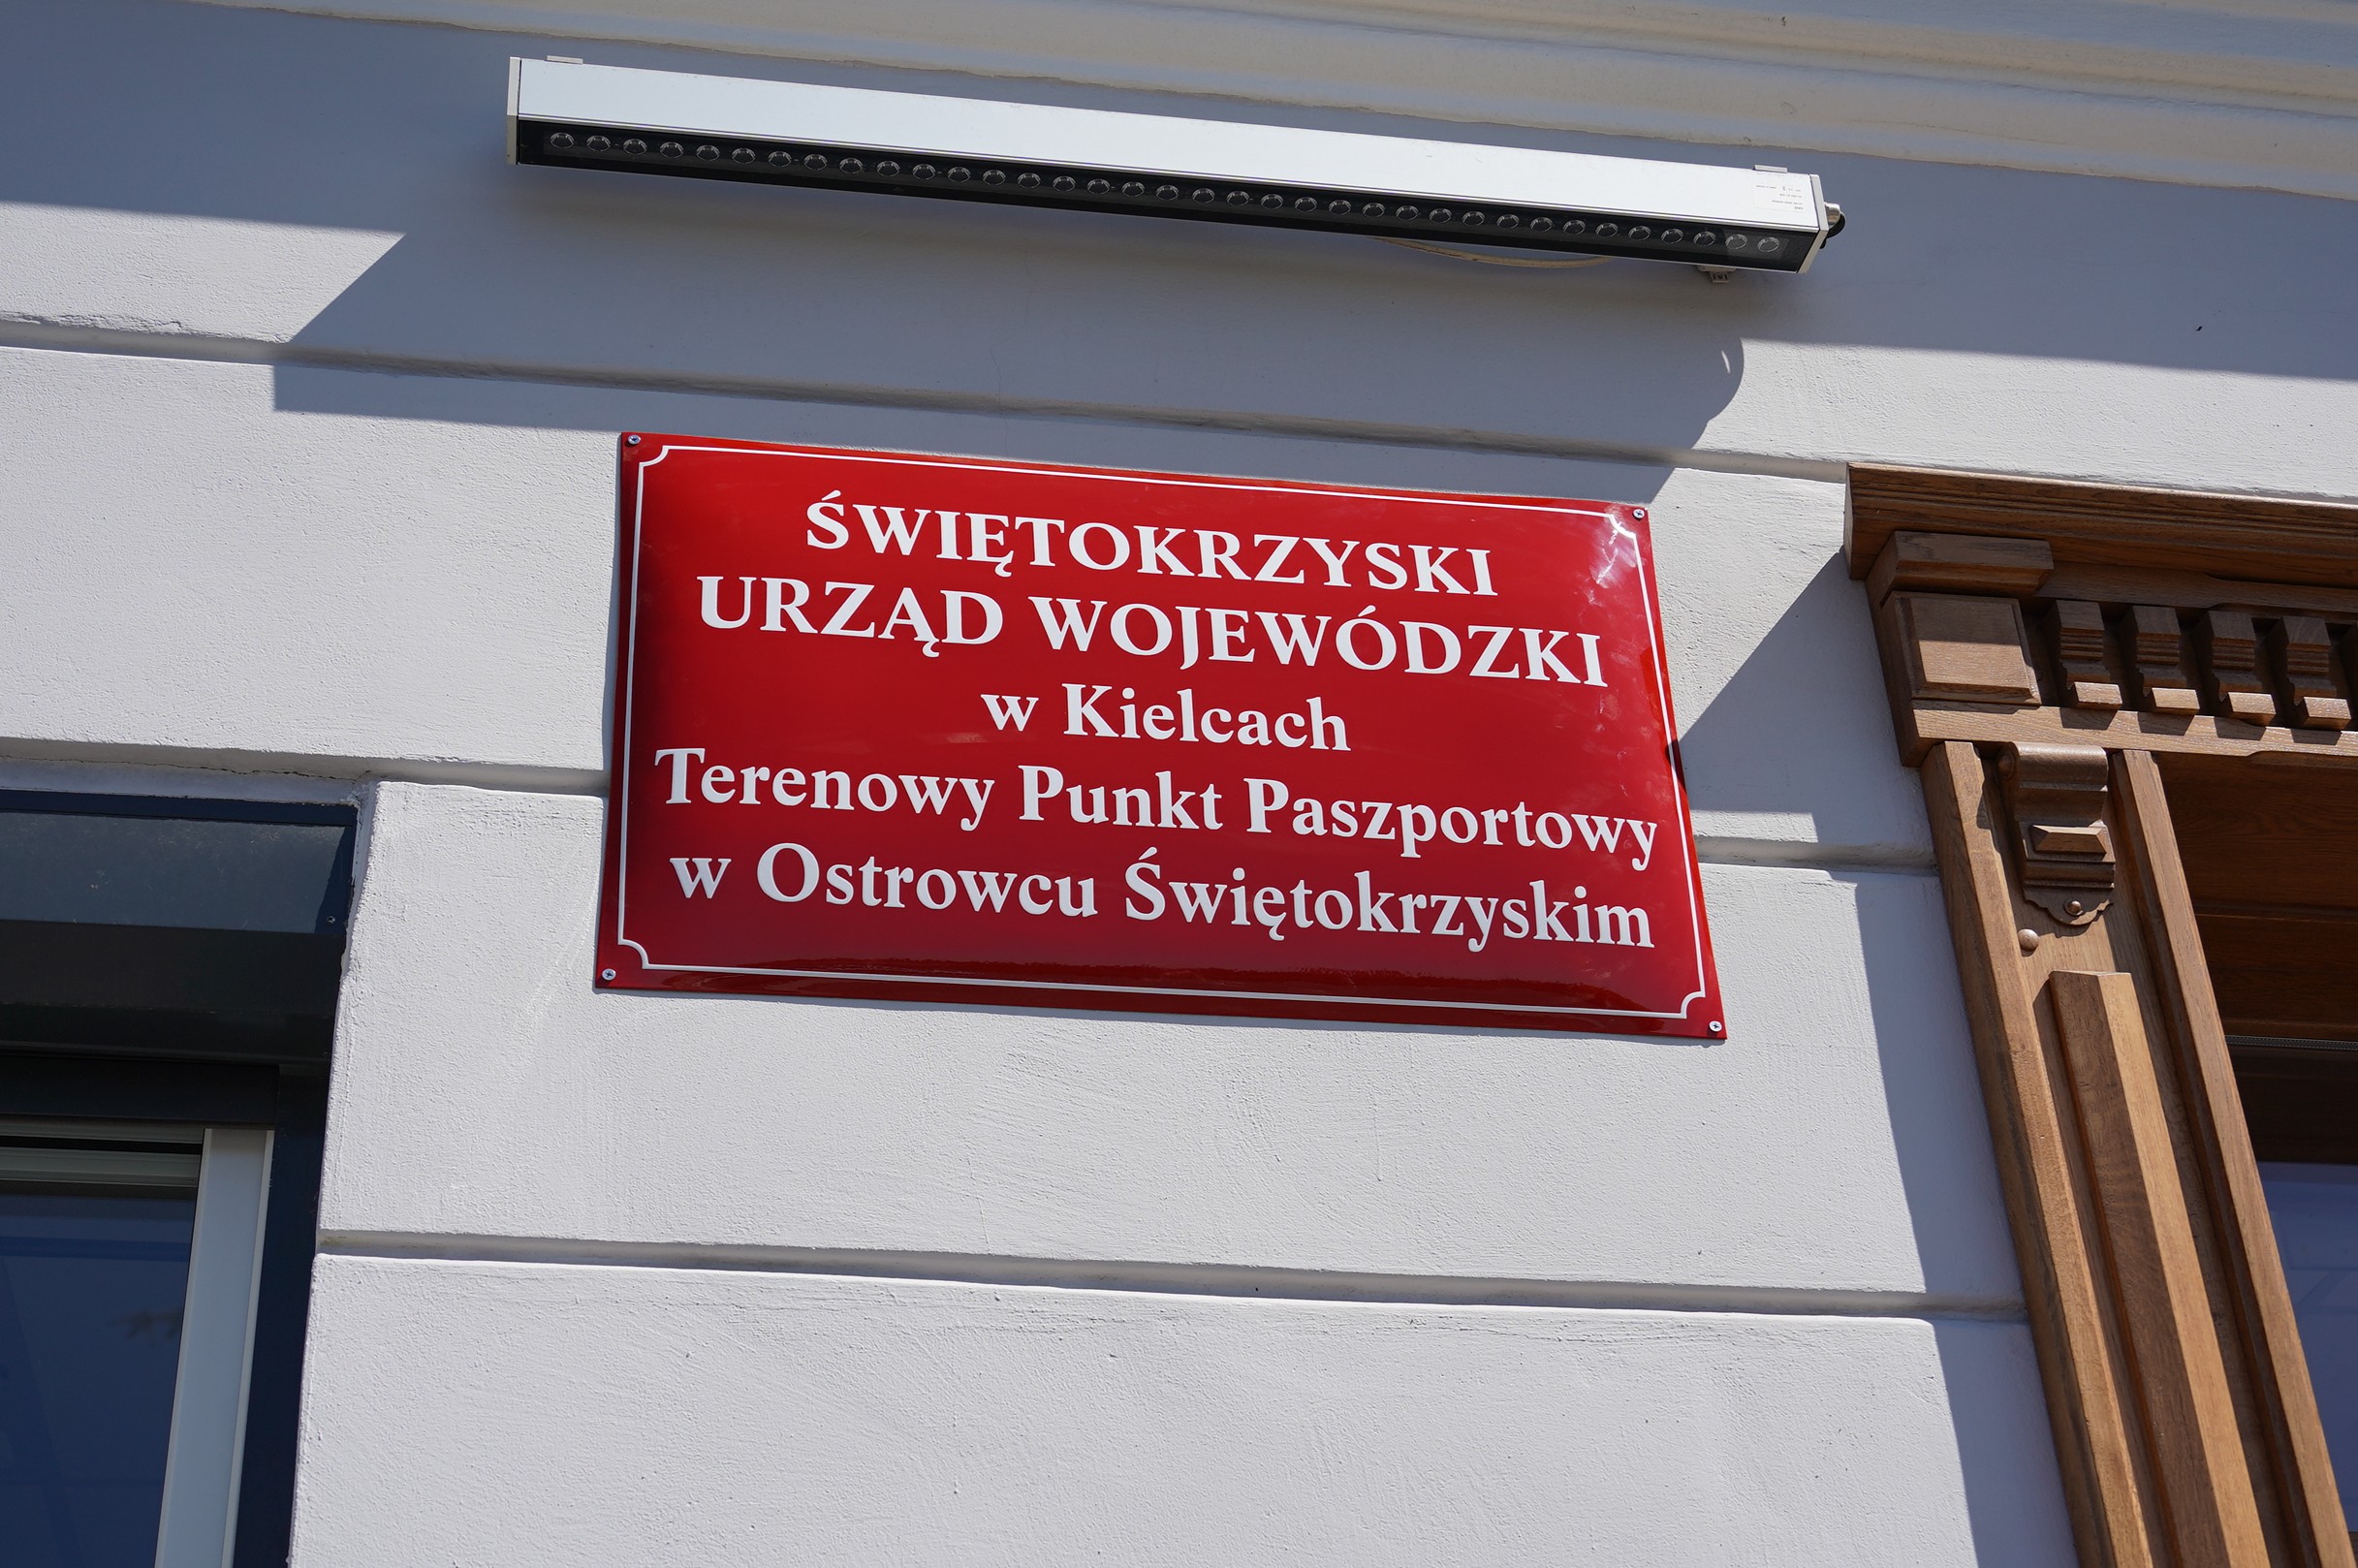 ŚWIĘTOKRZYSKI
URZĄD WOJEWÓDZKI
w Kielcach
Terenowy Punkt Paszportowy
w Ostrowcu Świętokrzyskim